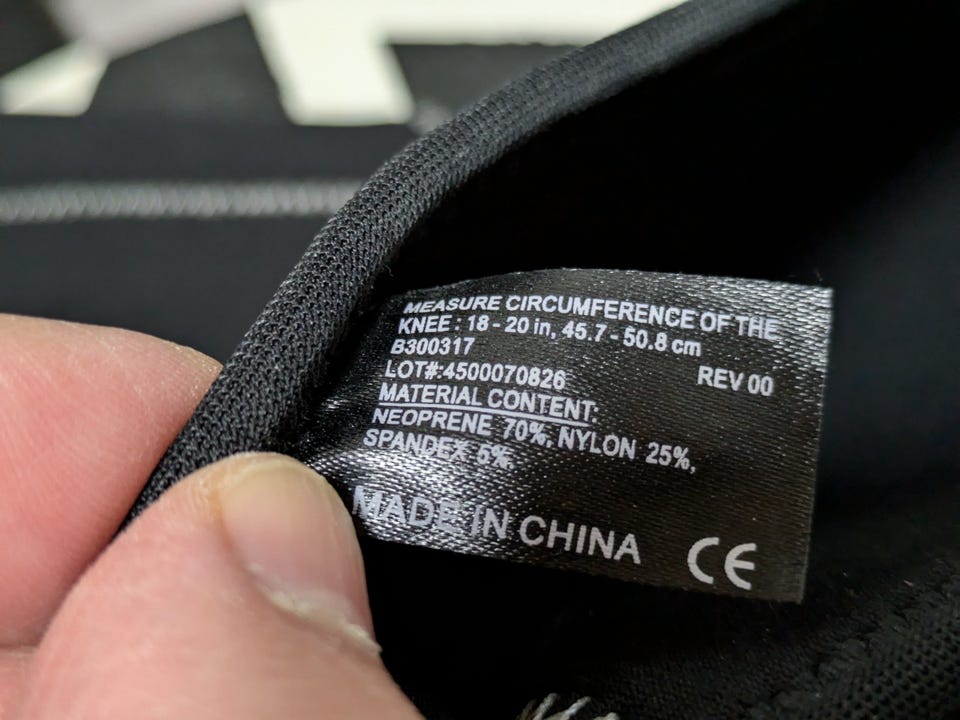 MEASURE CIRCUMFERENCE OF THE
KNEE : 18 - 20 in, 45.7 - 50.8 cm
B300317
LOT#:4500070826 REV 00
MATERIAL CONTENT:
NEOPRENE 70%, NYLON 25%,
SPANDEX 5%.
MADE IN CHINA CE